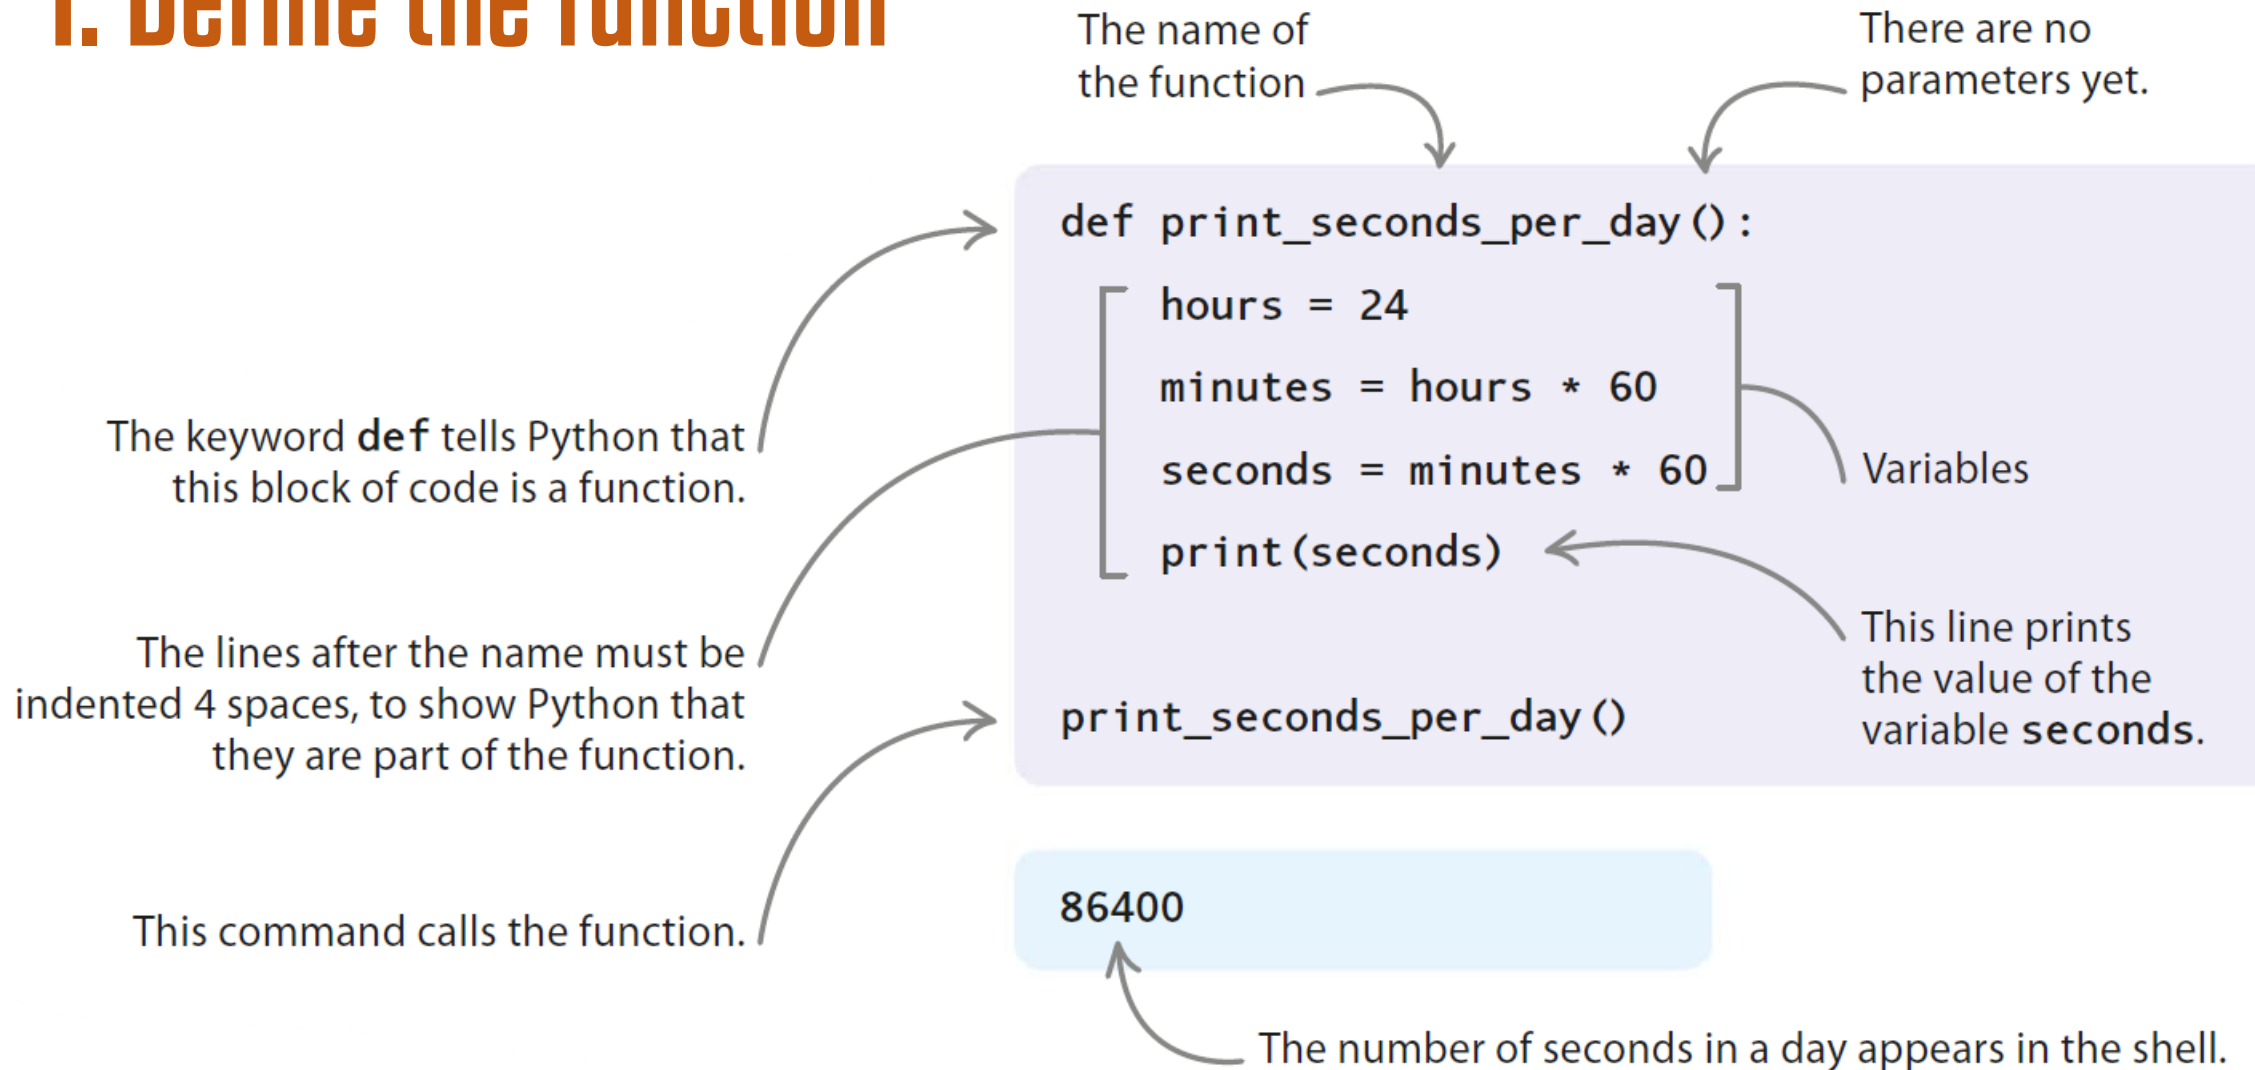 1. Define the function
The name of
the function
There are no
parameters yet.
def print_seconds_per_day():
hours = 24
minutes = hours * 60
seconds = minutes * 60
print(seconds)
print_seconds_per_day()
The keyword def tells Python that
this block of code is a function.
The lines after the name must be
indented 4 spaces, to show Python that
they are part of the function.
This command calls the function.
Variables
This line prints
the value of the
variable seconds.
86400
The number of seconds in a day appears in the shell.